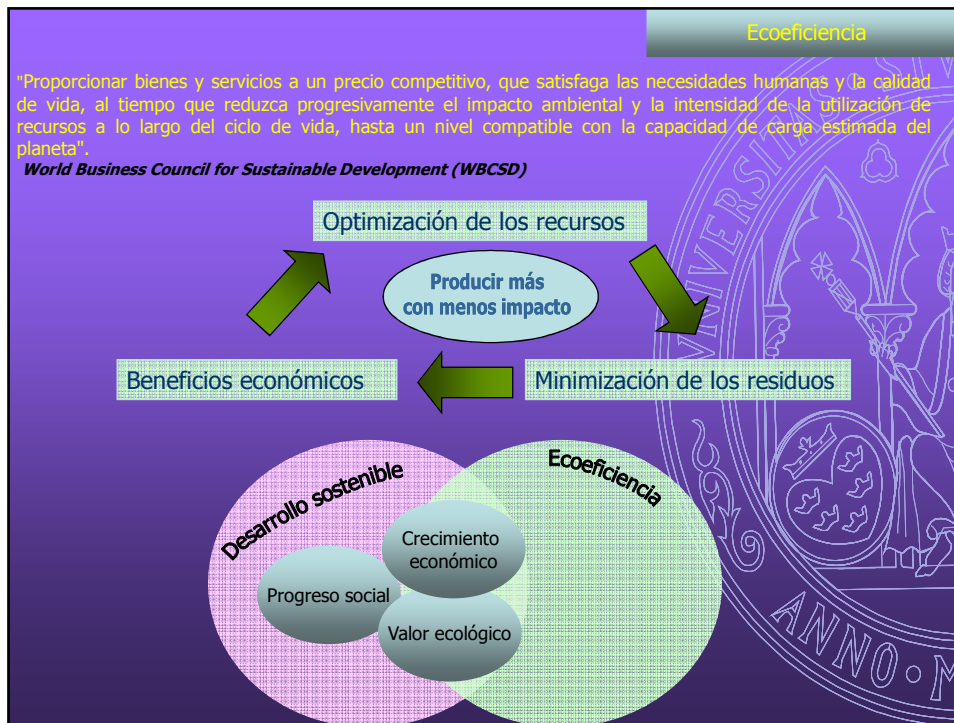 Ecoeficiencia
"Proporcionar bienes y servicios a un precio competitivo, que satisfaga las necesidades humanas y la calidad
de vida, al tiempo que reduzca progresivamente el impacto ambiental y la intensidad de la utilización de
recursos a lo largo del ciclo de vida, hasta un nivel compatible con la capacidad de carga estimada del
planeta".
World Business Council for Sustainable Development (WBCSD)
Optimización de los recursos
Producir más
con menos impacto
Beneficios económicos
Minimización de los residuos
Desarrollo sostenible
Ecoeficiencia
Crecimiento
económico
Progreso social
Valor ecológico
ANNO · M